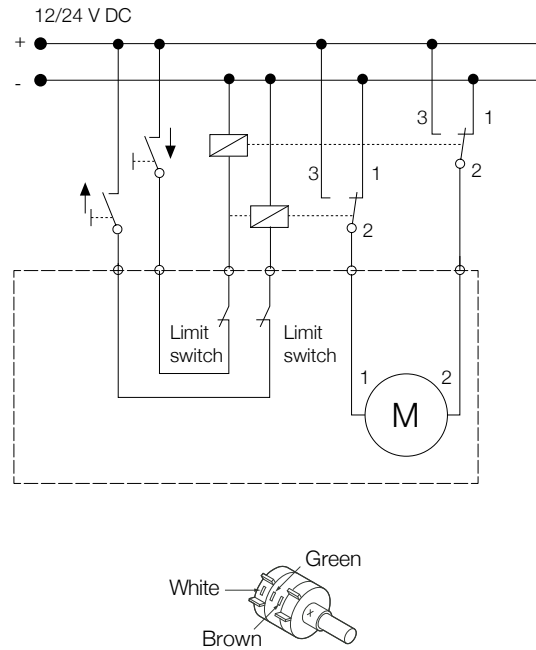 12/24 V DC
+
-
3
1
2
3
1
2
Limit
switch
Limit
switch
1
2
M
Green
White
Brown
x